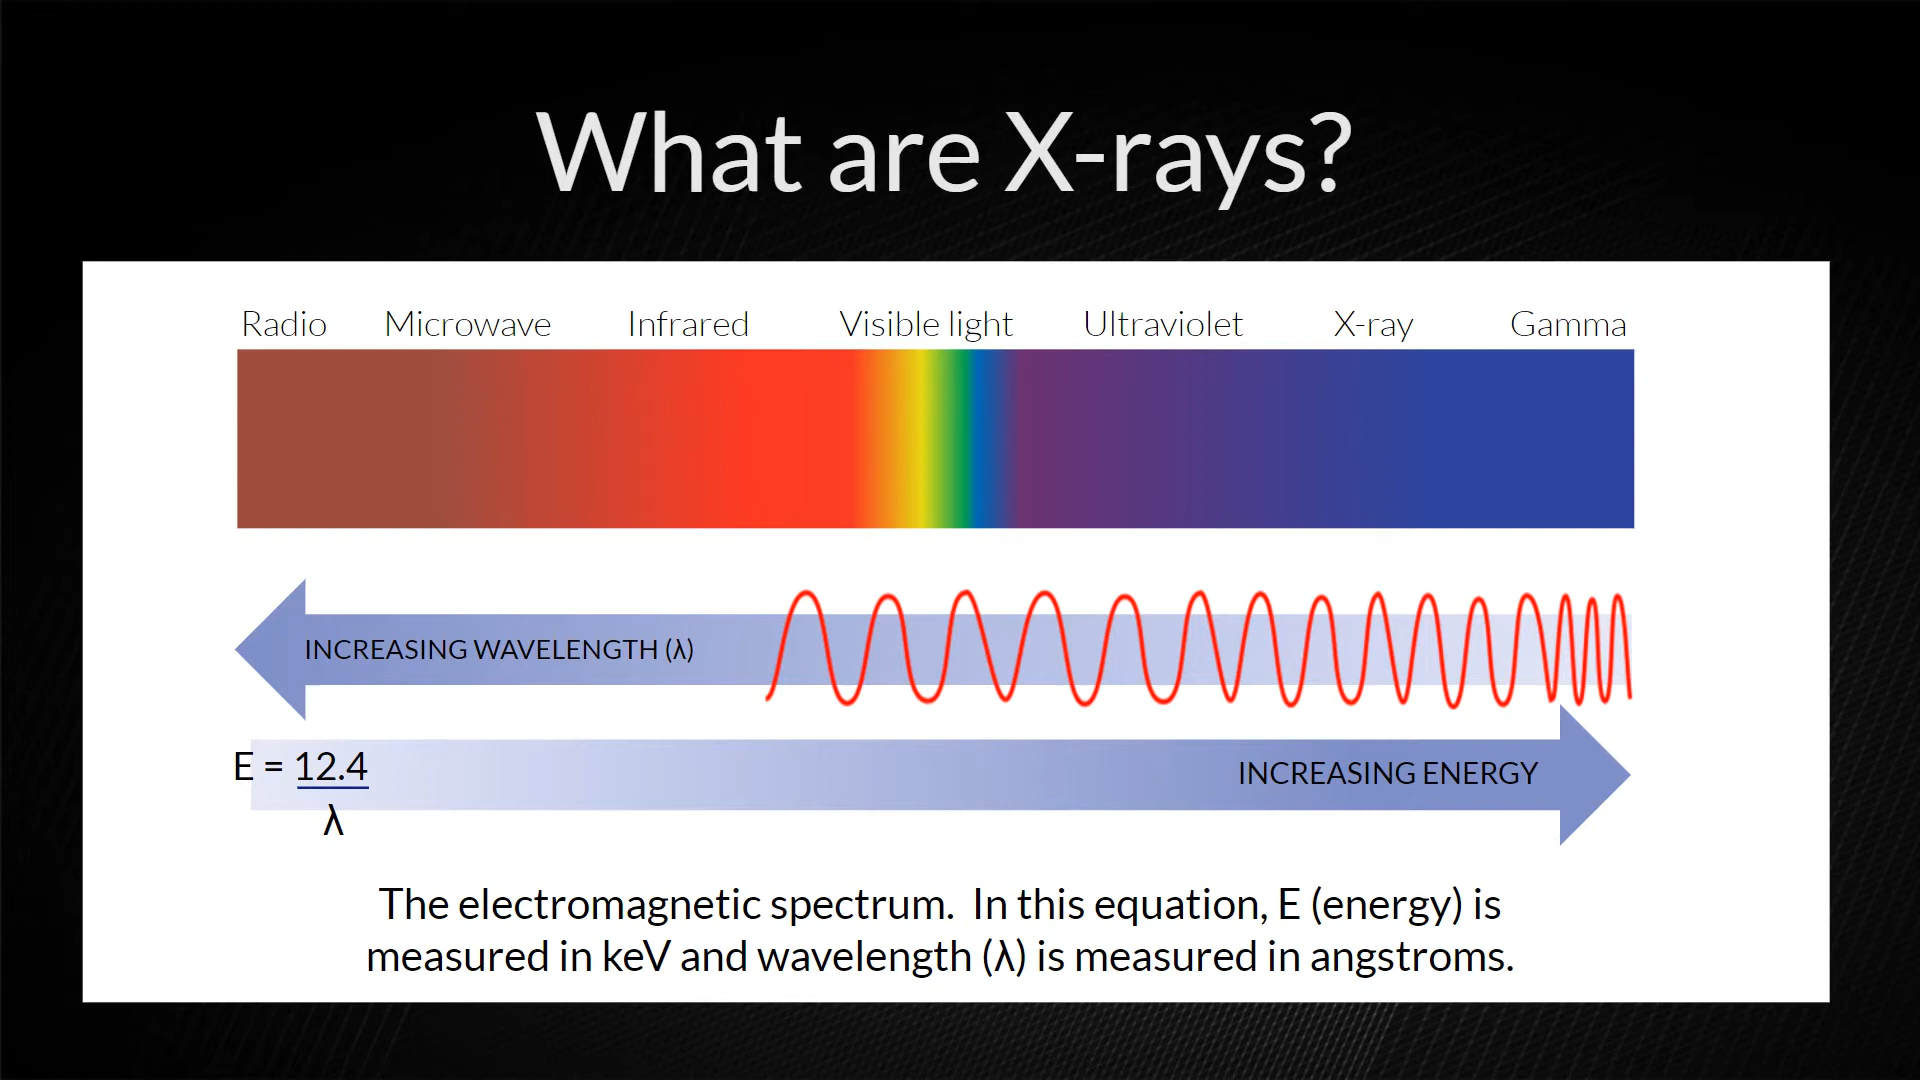 What are X-rays?
Radio Microwave Infrared Visible light Ultraviolet X-ray Gamma
INCREASING WAVELENGTH (λ)
E = 12.4
λ
INCREASING ENERGY
The electromagnetic spectrum. In this equation, E (energy) is
measured in keV and wavelength (λ) is measured in angstroms.